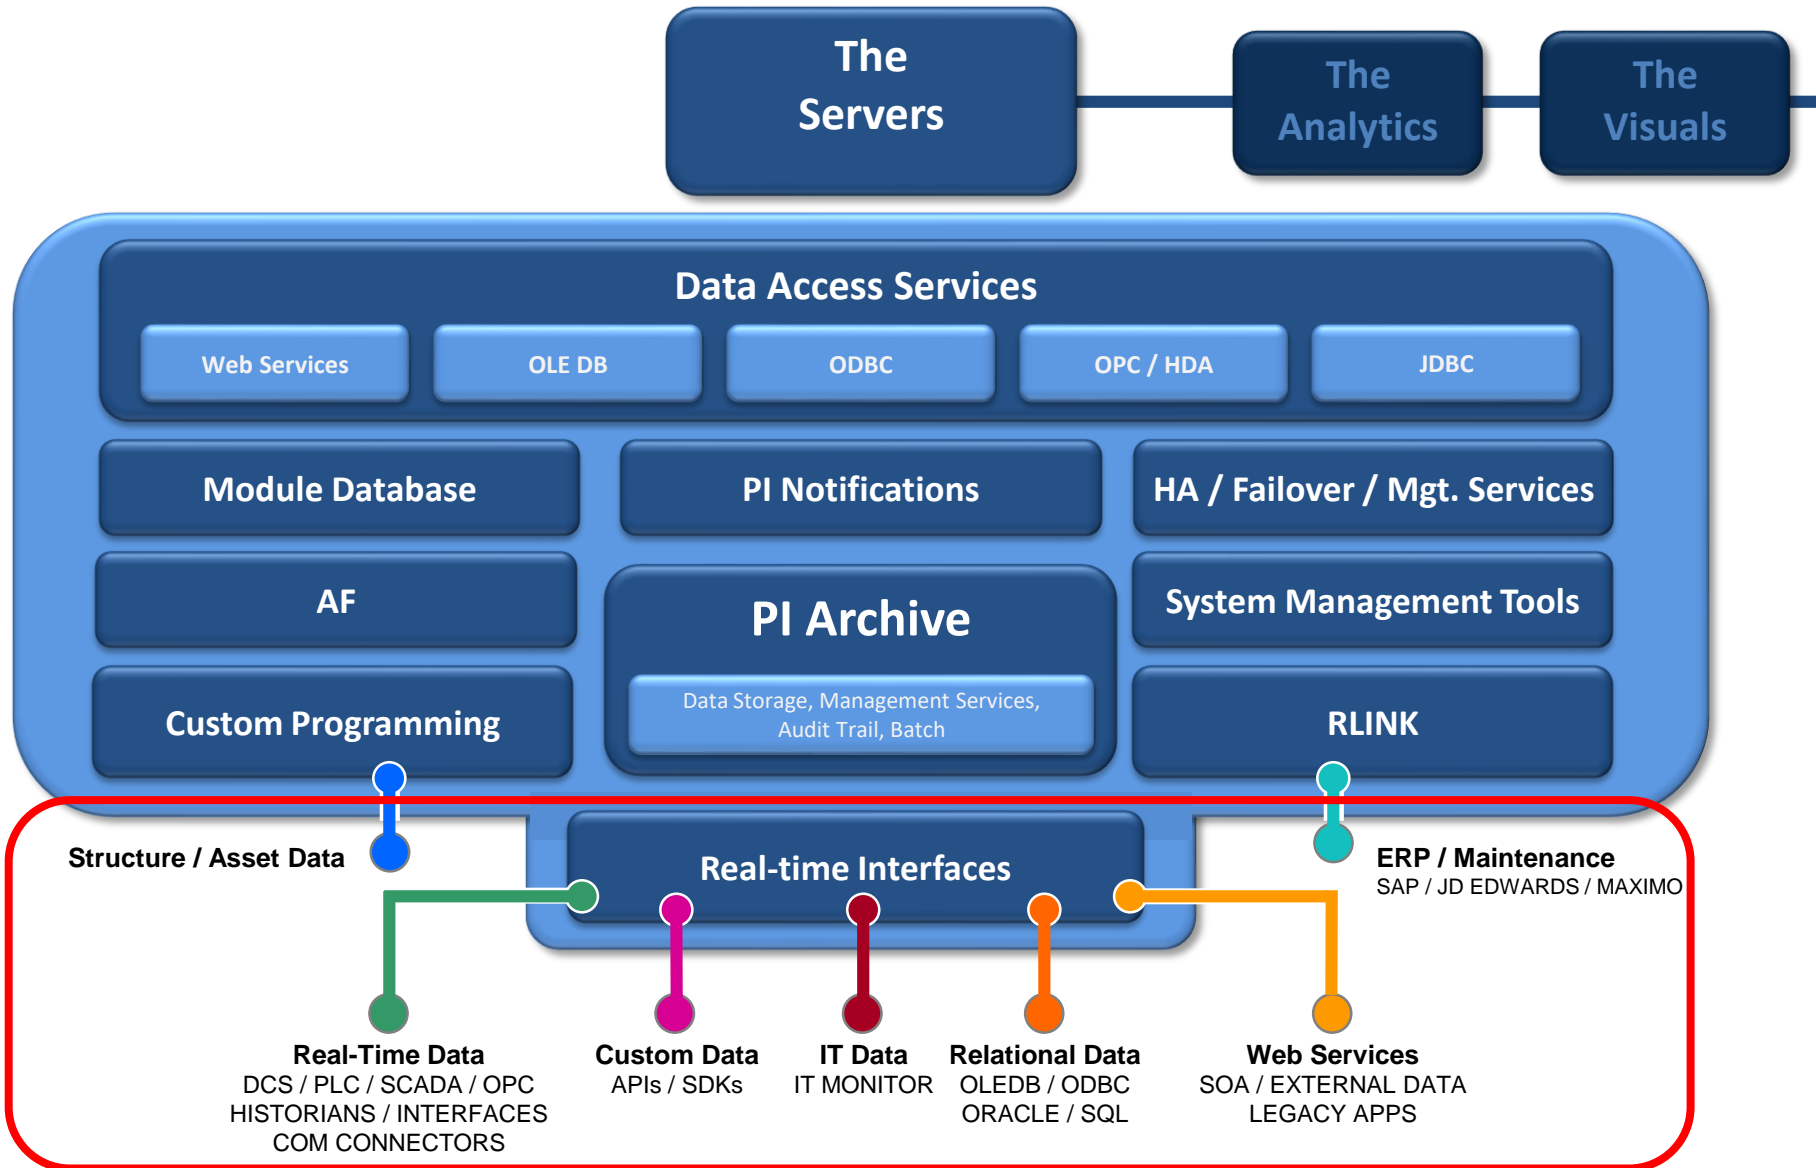 The
Servers
The
Analytics
The
Visuals
Data Access Services
Web Services
OLE DB
ODBC
OPC / HDA
JDBC
Module Database
PI Notifications
HA / Failover / Mgt. Services
AF
PI Archive
System Management Tools
Data Storage, Management Services,
Audit Trail, Batch
Custom Programming
RLINK
Structure / Asset Data
Real-time Interfaces
ERP / Maintenance
SAP / JD EDWARDS / MAXIMO
Real-Time Data
DCS / PLC / SCADA / OPC
HISTORIANS / INTERFACES
COM CONNECTORS
Custom Data
APIs / SDKs
IT Data
IT MONITOR
Relational Data
OLEDB / ODBC
ORACLE / SQL
Web Services
SOA / EXTERNAL DATA
LEGACY APPS